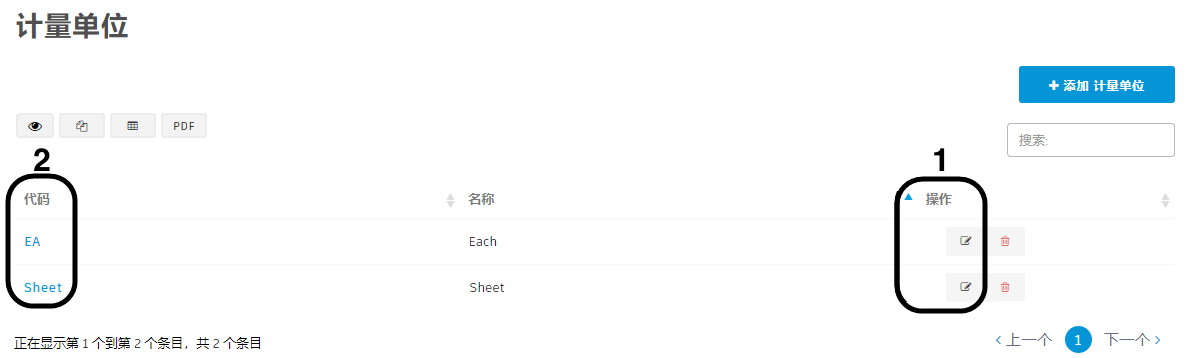 计量单位
添加 计量单位
PDF
搜索:
2
1
代码 名称 操作
EA Each
Sheet Sheet
正在显示第 1 个到第 2 个条目，共 2 个条目
上一个 1 下一个